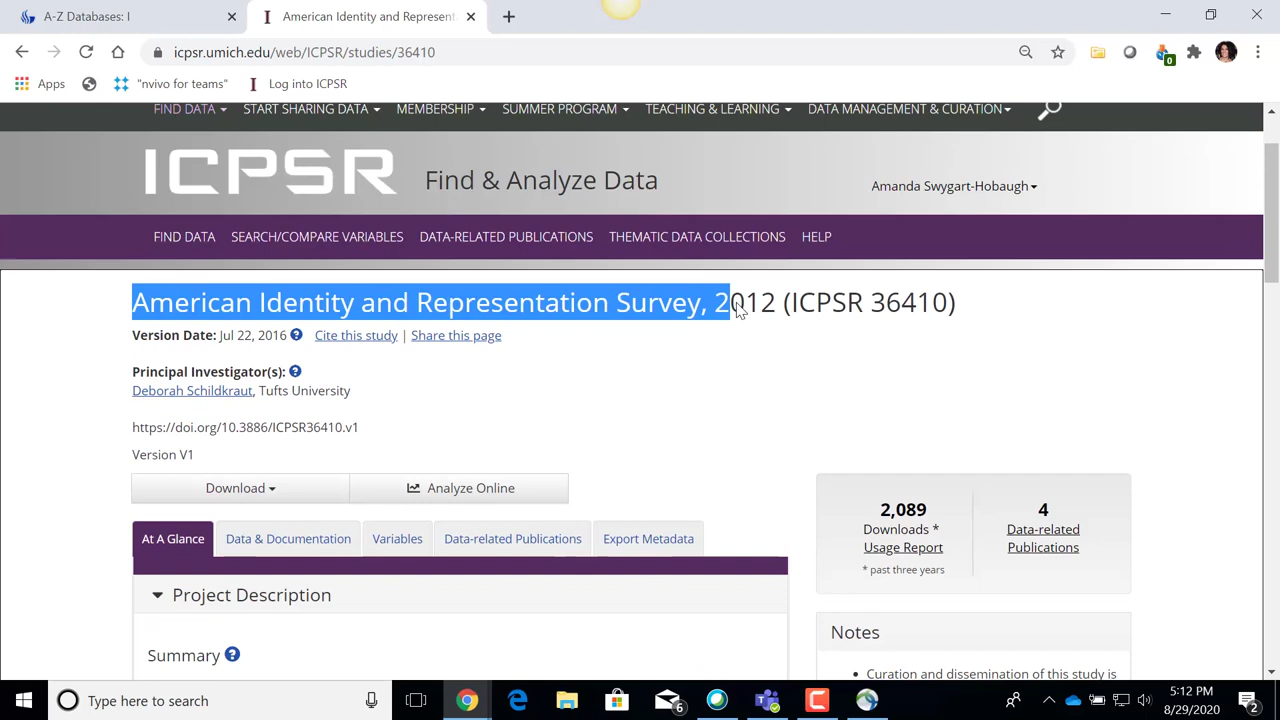 A-Z Databases: I
American Identity and Represent
icpsr.umich.edu/web/ICPSR/studies/36410
0
Apps
"nvivo for teams"
Log into ICPSR
FIND DATA
START SHARING DATA
MEMBERSHIP
SUMMER PROGRAM
TEACHING & LEARNING
DATA MANAGEMENT & CURATION
ICPSR
Find & Analyze Data
Amanda Swygart-Hobaugh
FIND DATA
SEARCH/COMPARE VARIABLES
DATA-RELATED PUBLICATIONS
THEMATIC DATA COLLECTIONS
HELP
American Identity and Representation Survey, 2012 (ICPSR 36410)
Version Date: Jul 22, 2016 ? Cite this study | Share this page
Principal Investigator(s): ?
Deborah Schildkraut, Tufts University
https://doi.org/10.3886/ICPSR36410.v1
Version V1
Download
Analyze Online
2,089
Downloads *
Usage Report
* past three years
4
Data-related
Publications
At A Glance
Data & Documentation
Variables
Data-related Publications
Export Metadata
Project Description
Summary ?
Notes
Curation and dissemination of this study is
Type here to search
6
5:12 PM
8/29/2020
2